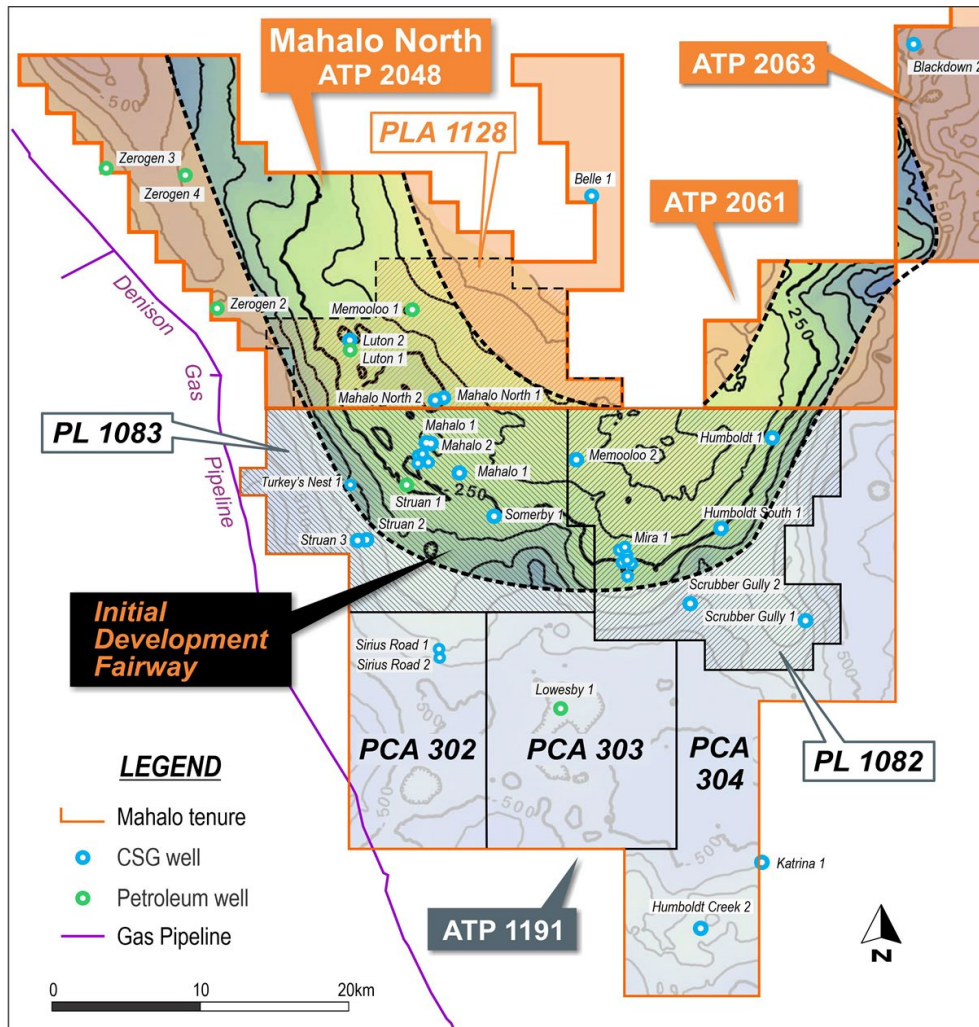 Mahalo North
ATP 2048
ATP 2063
Blackdown 2
-500
PLA 1128
Zerogen 3
Zerogen 4
Belle 1
ATP 2061
-500
Denison
Gas
Pipeline
Zerogen 2
Memooloo 1
Luton 2
Luton 1
250
Mahalo North 2
Mahalo North 1
PL 1083
Mahalo 1
Mahalo 2
Mahalo 1
Memooloo 2
Humboldt 1
Turkey's Nest 1
Struan 1
-250
Somerby 1
Humboldt South 1
Struan 2
Struan 3
Mira 1
Initial
Development
Fairway
Scrubber Gully 2
Scrubber Gully 1
Sirius Road 1
Sirius Road 2
Lowesby 1
PCA 302
PCA 303
PCA
304
PL 1082
-500
-500
-500
-500
Katrina 1
ATP 1191
Humboldt Creek 2
LEGEND
Mahalo tenure
CSG well
Petroleum well
Gas Pipeline
0
10
20km
N